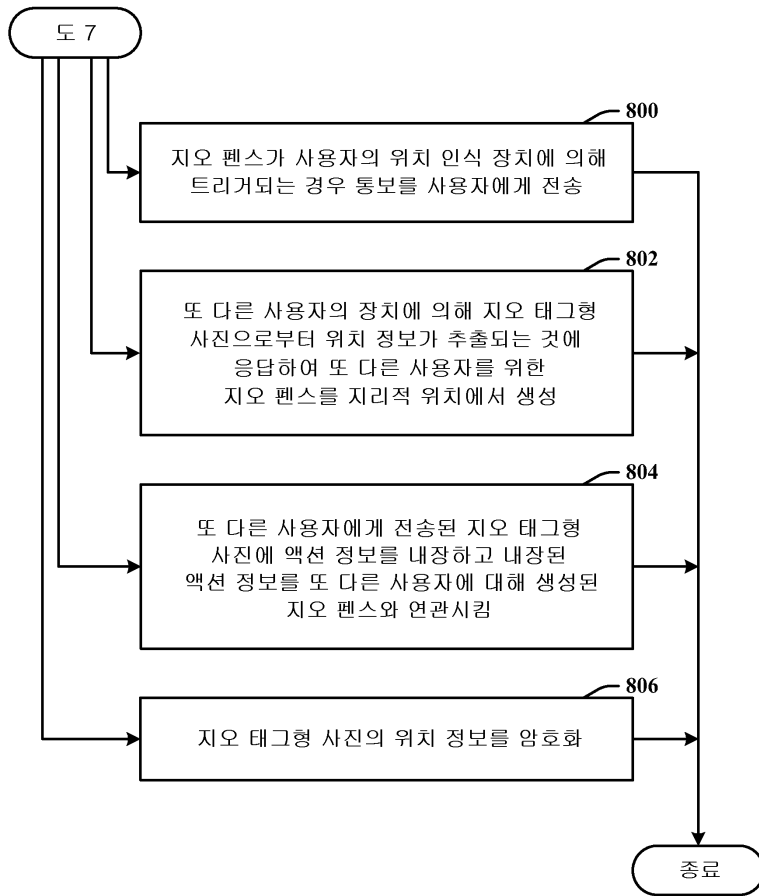 도 7
800
지오 펜스가 사용자의 위치 인식 장치에 의해
트리거되는 경우 통보를 사용자에게 전송
802
또 다른 사용자의 장치에 의해 지오 태그형
사진으로부터 위치 정보가 추출되는 것에
응답하여 또 다른 사용자를 위한
지오 펜스를 지리적 위치에서 생성
804
또 다른 사용자에게 전송된 지오 태그형
사진에 액션 정보를 내장하고 내장된
액션 정보를 또 다른 사용자에 대해 생성된
지오 펜스와 연관시킴
806
지오 태그형 사진의 위치 정보를 암호화
종료